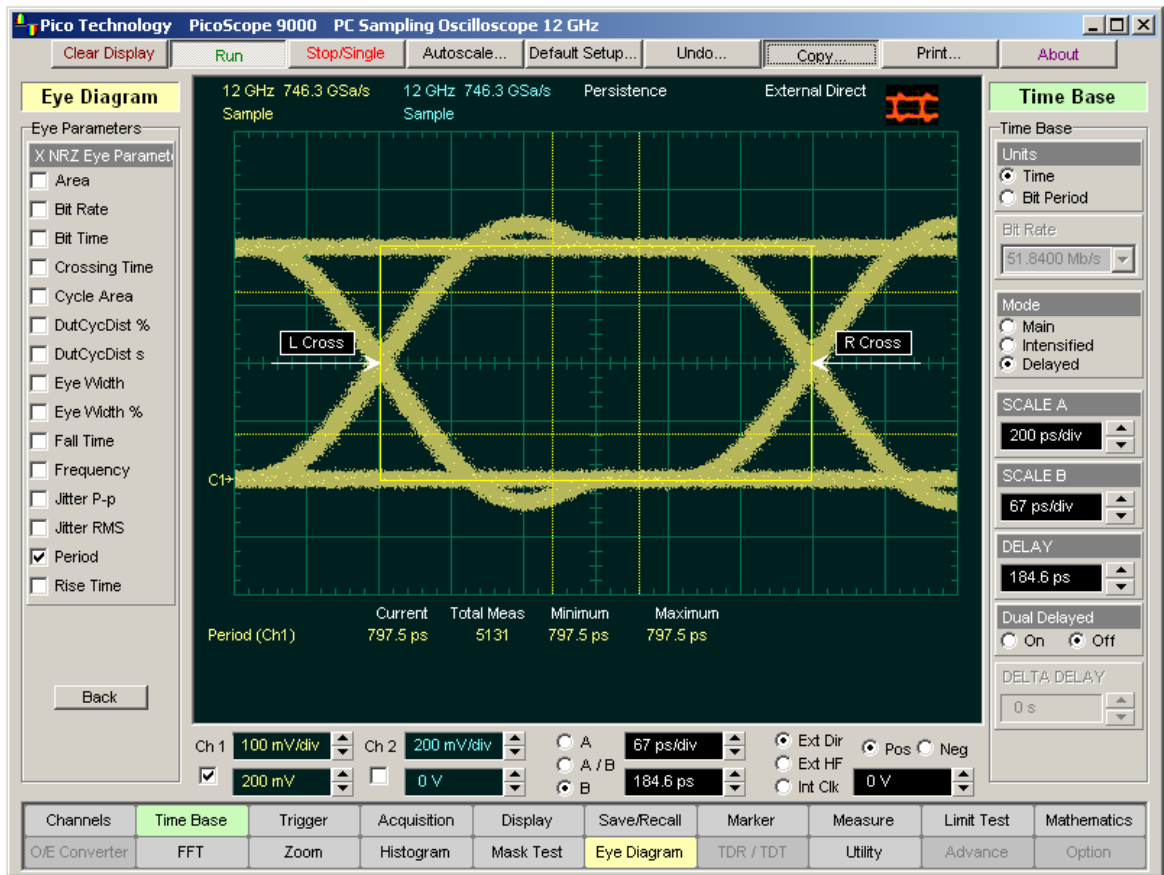 Pico Technology PicoScope 9000 PC Sampling Oscilloscope 12 GHz
Clear Display Run Stop/Single Autoscale... Default Setup... Undo... Copy... Print... About
Eye Diagram
Eye Parameters
X NRZ Eye Paramet
Area
Bit Rate
Bit Time
Crossing Time
Cycle Area
DutCycDist %
DutCycDist s
Eye Width
Eye Width %
Fall Time
Frequency
Jitter P-p
Jitter RMS
Period
Rise Time
Back
12 GHz 746.3 GSa/s 12 GHz 746.3 GSa/s Persistence External Direct
Sample Sample
L Cross R Cross
C1
Current Total Meas Minimum Maximum
Period (Ch1) 797.5 ps 5131 797.5 ps 797.5 ps
Time Base
Time Base
Units
Time
Bit Period
Bit Rate
51.8400 Mb/s
Mode
Main
Intensified
Delayed
SCALE A
200 ps/div
SCALE B
67 ps/div
DELAY
184.6 ps
Dual Delayed
On Off
DELTA DELAY
0 s
Ch 1 100 mV/div Ch 2 200 mV/div A 67 ps/div Ext Dir Pos Neg
A / B Ext HF
200 mV 0 V B 184.6 ps Int Clk 0 V
Channels Time Base Trigger Acquisition Display Save/Recall Marker Measure Limit Test Mathematics
O/E Converter FFT Zoom Histogram Mask Test Eye Diagram TDR / TDT Utility Advance Option